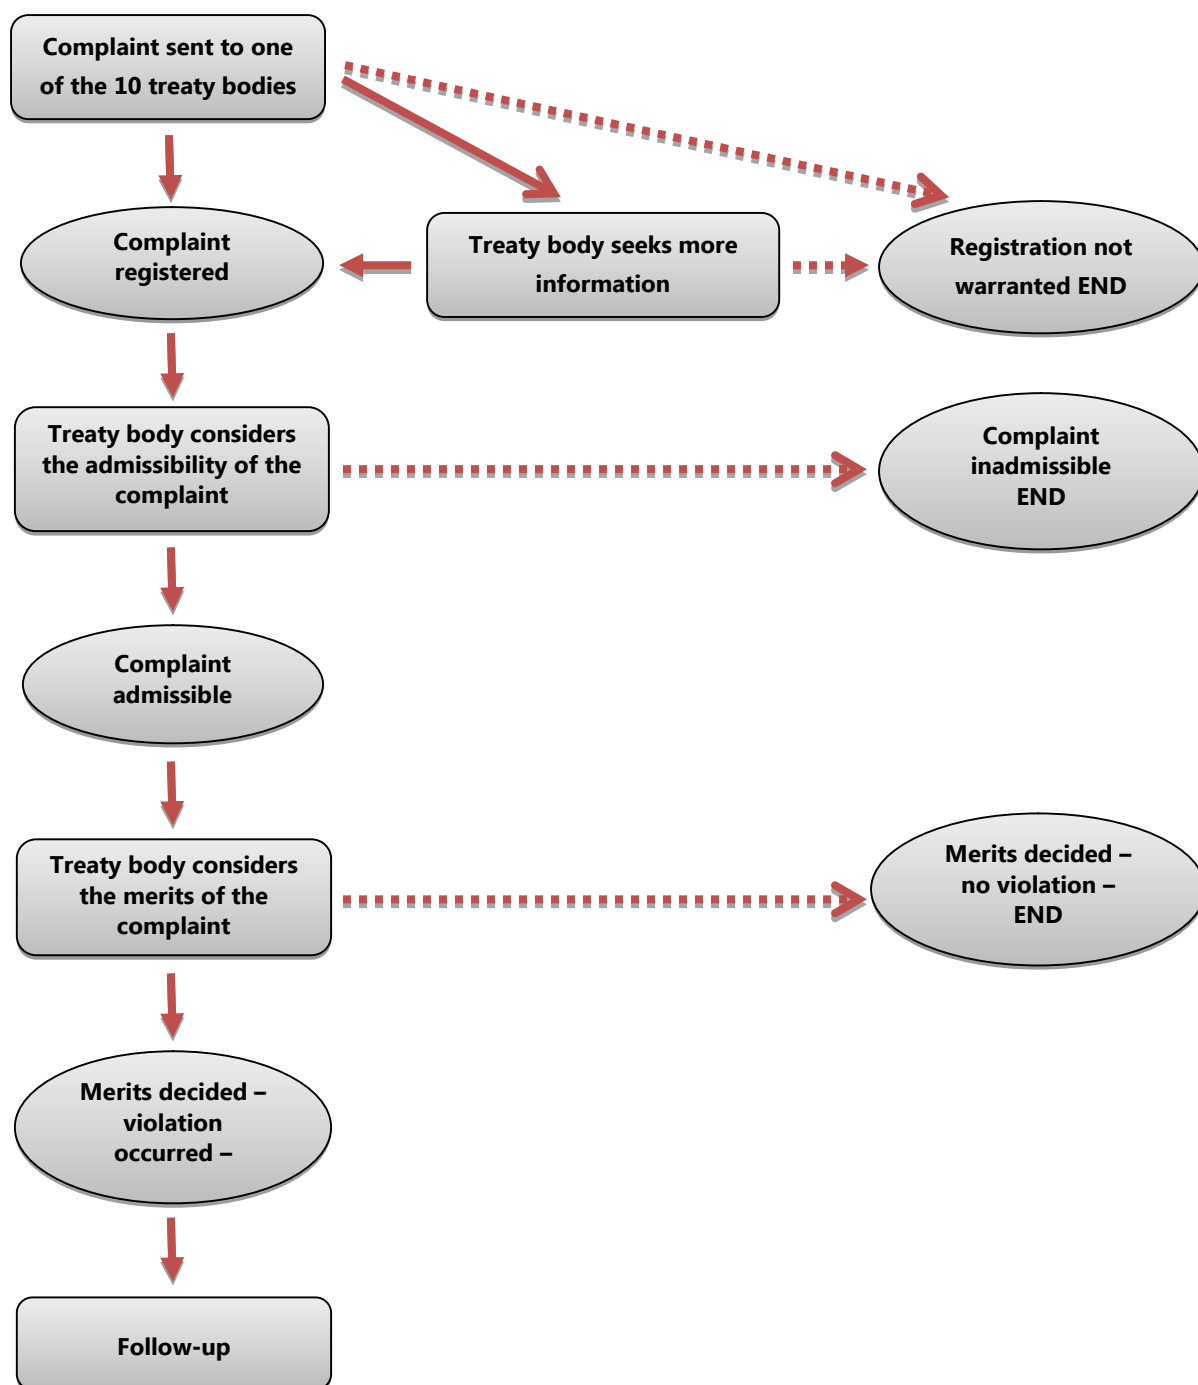 Complaint sent to one
of the 10 treaty bodies
Complaint
registered
Treaty body seeks more
information
Registration not
warranted END
Treaty body considers
the admissibility of the
complaint
Complaint
inadmissible
END
Complaint
admissible
Treaty body considers
the merits of the
complaint
Merits decided –
no violation –
END
Merits decided –
violation
occurred –
Follow-up